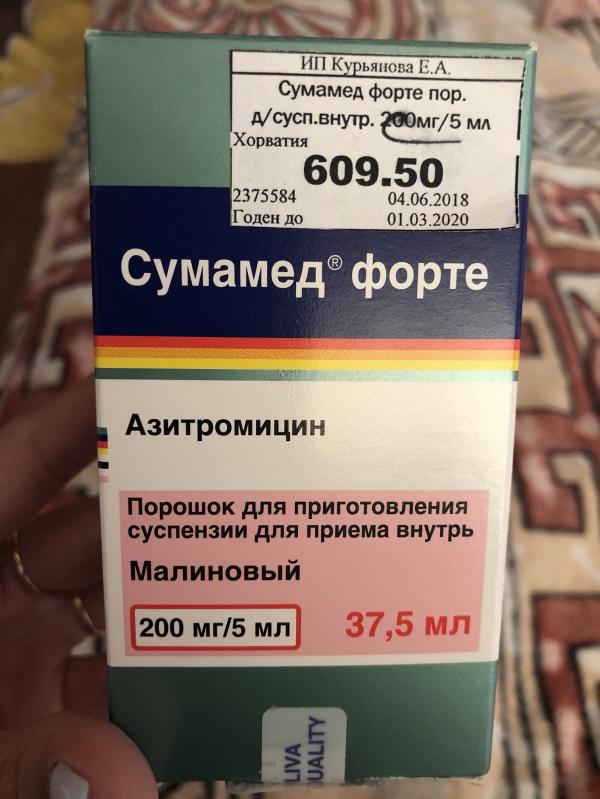 ИП Курьянова Е.А.
Сумамед форте пор.
д/сусп.внутр. 200мг/5 мл
Хорватия
609.50
2375584 04.06.2018
Годен до 01.03.2020
Сумамед® форте
Азитромицин
Порошок для приготовления
суспензии для приема внутрь
Малиновый
200 мг/5 мл 37,5 мл
LIVA
UALITY